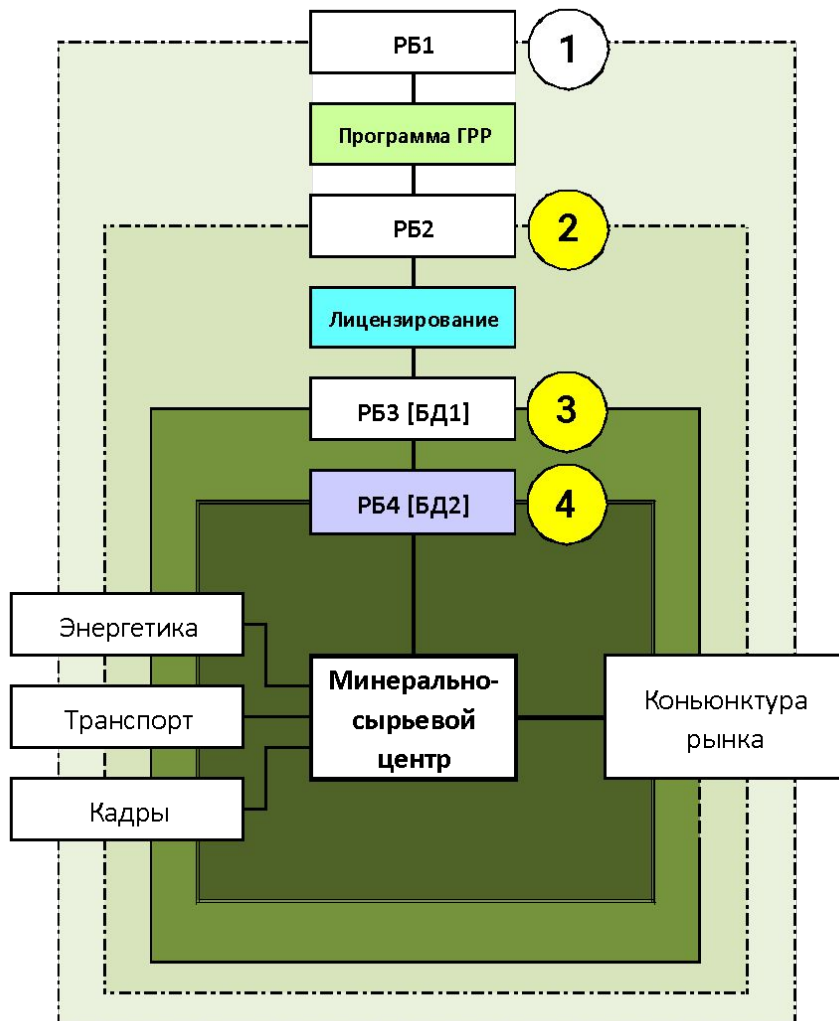 РБ1
1
Программа ГРР
РБ2
2
Лицензирование
РБ3 [БД1]
3
РБ4 [БД2]
4
Энергетика
Транспорт
Кадры
Минерально-
сырьевой
центр
Коньюнктура
рынка